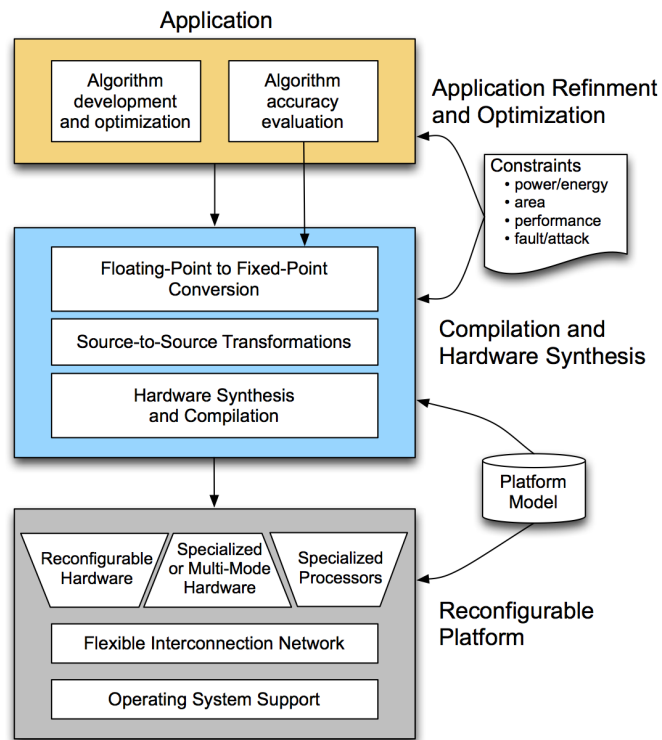 Application
Algorithm
development
and optimization
Algorithm
accuracy
evaluation
Application Refinment
and Optimization
Constraints
• power/energy
• area
• performance
• fault/attack
Floating-Point to Fixed-Point
Conversion
Source-to-Source Transformations
Hardware Synthesis
and Compilation
Compilation and
Hardware Synthesis
Platform
Model
Reconfigurable
Hardware
Specialized
or Multi-Mode
Hardware
Specialized
Processors
Flexible Interconnection Network
Operating System Support
Reconfigurable
Platform